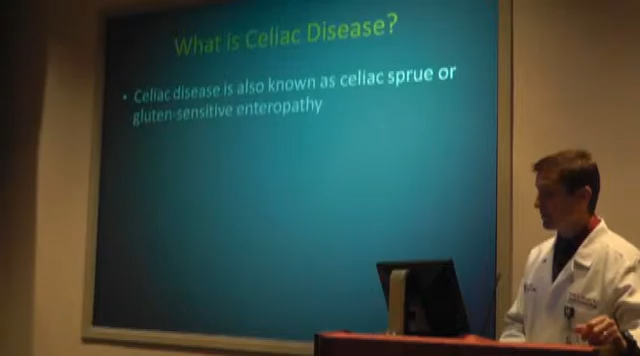 What is Celiac Disease?
• Celiac disease is also known as celiac sprue or
gluten-sensitive enteropathy